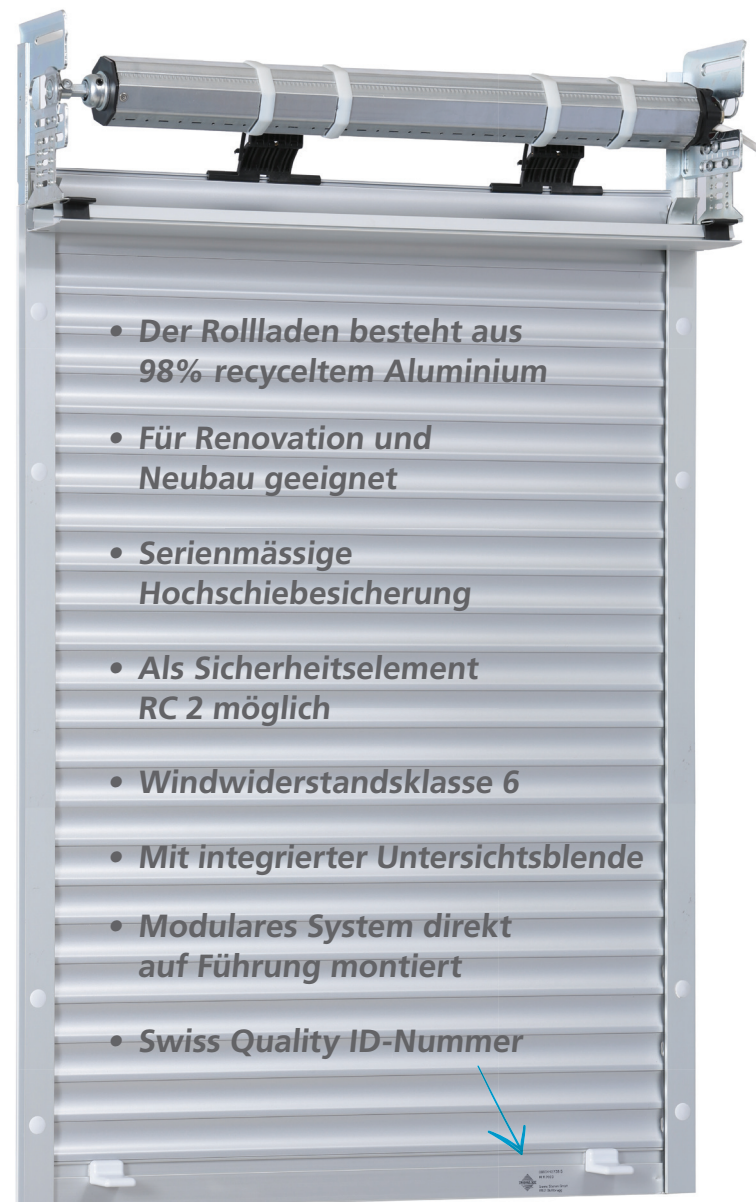 • Der Rollladen besteht aus
98% recyceltem Aluminium
• Für Renovation und
Neubau geeignet
• Serienmässige
Hochschiebesicherung
• Als Sicherheitselement
RC 2 möglich
• Windwiderstandsklasse 6
• Mit integrierter Untersichtsblende
• Modulares System direkt
auf Führung montiert
• Swiss Quality ID-Nummer